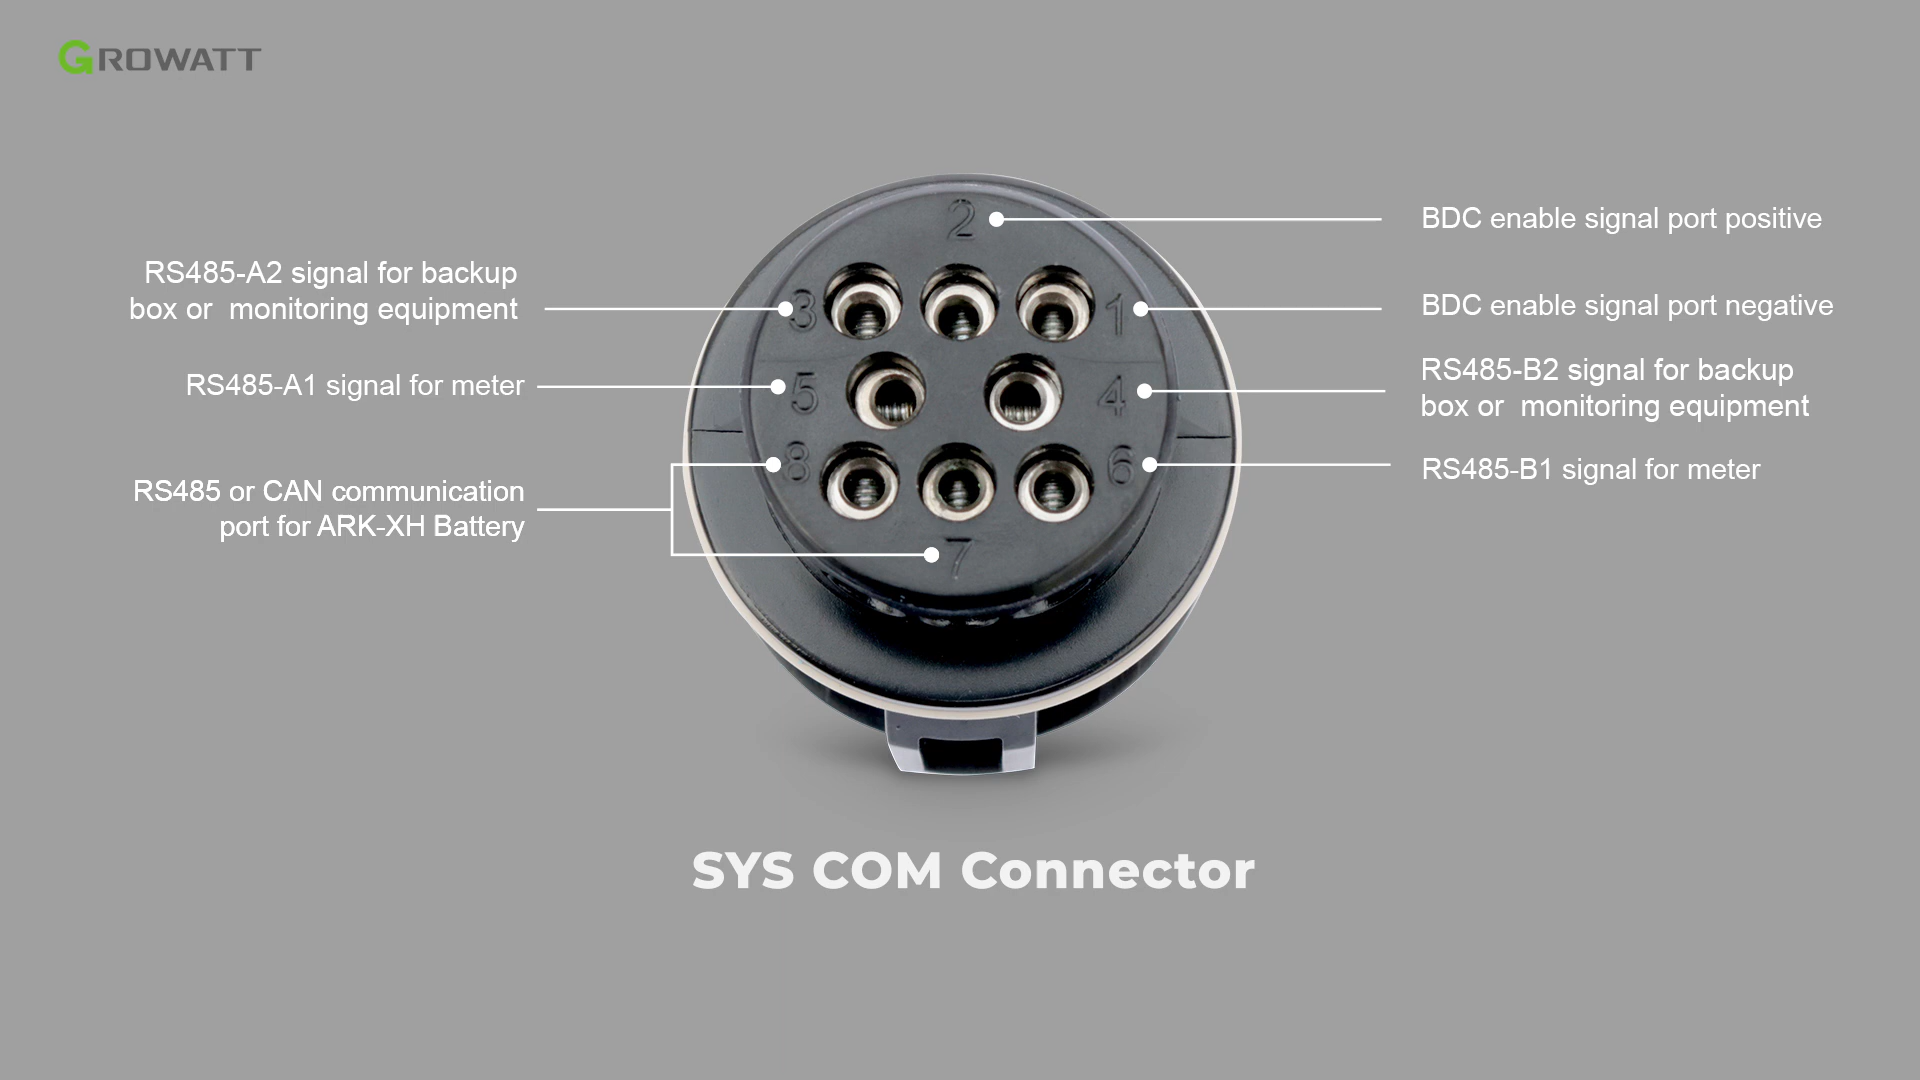 GROWATT
2
BDC enable signal port positive
RS485-A2 signal for backup
box or  monitoring equipment
3
1
BDC enable signal port negative
RS485-A1 signal for meter
5
4
RS485-B2 signal for backup
box or  monitoring equipment
8
6
RS485-B1 signal for meter
RS485 or CAN communication
port for ARK-XH Battery
7
SYS COM Connector